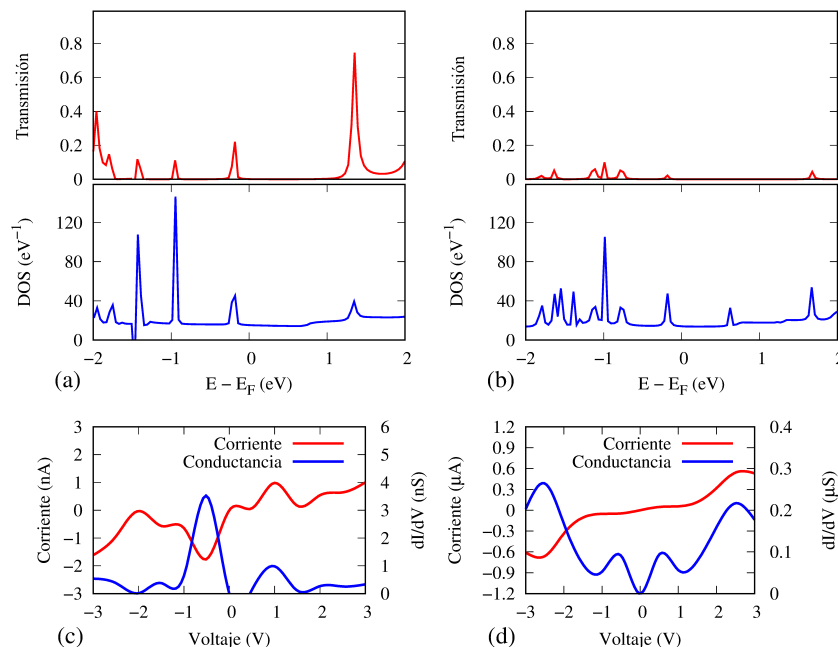 Transmisión
0.8
0.6
0.4
0.2
0
DOS (eV⁻¹)
120
80
40
0
−2 −1 0 1 2
(a) E − E_F (eV)
Transmisión
0.8
0.6
0.4
0.2
0
DOS (eV⁻¹)
120
80
40
0
−2 −1 0 1 2
(b) E − E_F (eV)
Corriente (nA)
3
2
1
0
−1
−2
−3
Corriente
Conductancia
dI/dV (nS)
6
5
4
3
2
1
0
−3 −2 −1 0 1 2 3
(c) Voltaje (V)
Corriente (µA)
1.2
0.9
0.6
0.3
0
−0.3
−0.6
−0.9
−1.2
Corriente
Conductancia
dI/dV (µS)
0.4
0.3
0.2
0.1
0
−3 −2 −1 0 1 2 3
(d) Voltaje (V)